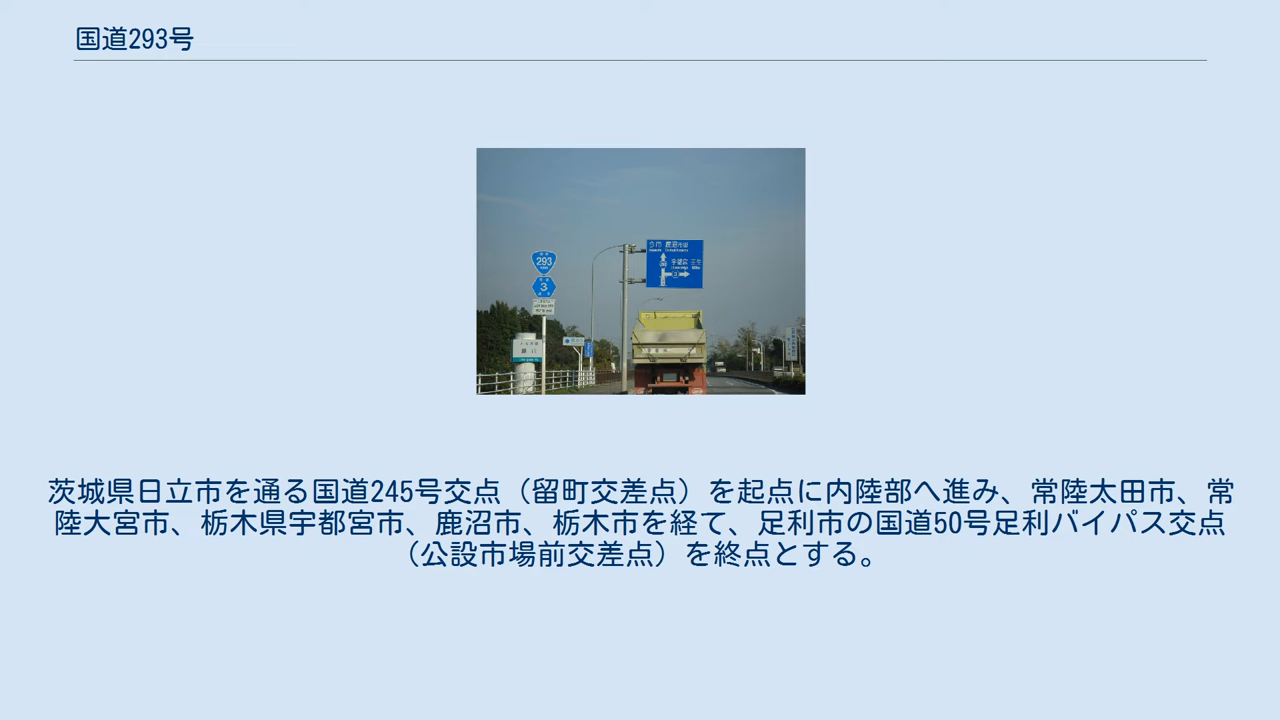 国道293号
293
3
茨城県日立市を通る国道245号交点（留町交差点）を起点に内陸部へ進み、常陸太田市、常
陸大宮市、栃木県宇都宮市、鹿沼市、栃木市を経て、足利市の国道50号足利バイパス交点
（公設市場前交差点）を終点とする。